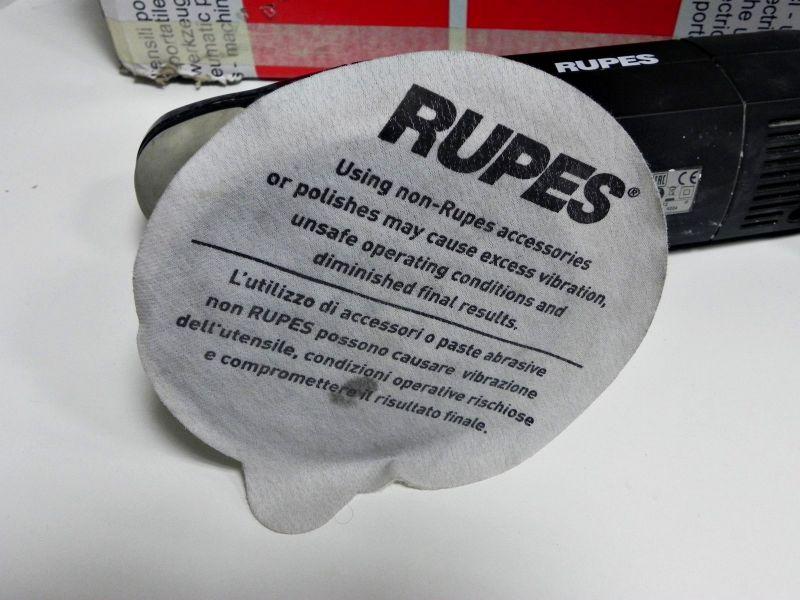 RUPES
RUPES®
Using non-Rupes accessories
or polishes may cause excess vibration,
unsafe operating conditions and
diminished final results.
L'utilizzo di accessori o paste abrasive
non RUPES possono causare vibrazione
dell'utensile, condizioni operative rischiose
e compromettere il risultato finale.
CE